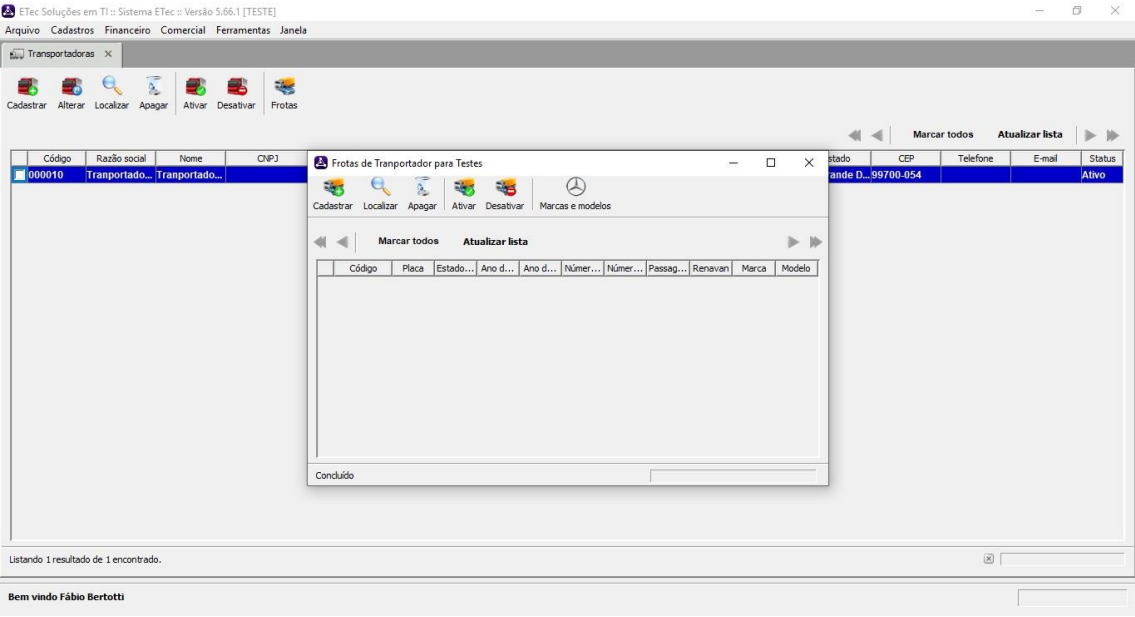 ETec Soluções em TI :: Sistema ETec :: Versão 5.66.1 [TESTE]
Arquivo Cadastros Financeiro Comercial Ferramentas Janela
Transportadoras
Cadastrar Alterar Localizar Apagar Ativar Desativar Frotas
Marcar todos Atualizar lista
Código Razão social Nome CNPJ stado CEP Telefone E-mail Status
000010 Tranportado... Tranportado... rande D... 99700-054 Ativo
Frotas de Tranportador para Testes
Cadastrar Localizar Apagar Ativar Desativar Marcas e modelos
Marcar todos Atualizar lista
Código Placa Estado... Ano d... Ano d... Númer... Númer... Passag... Renavan Marca Modelo
Concluído
Listando 1 resultado de 1 encontrado.
Bem vindo Fábio Bertotti